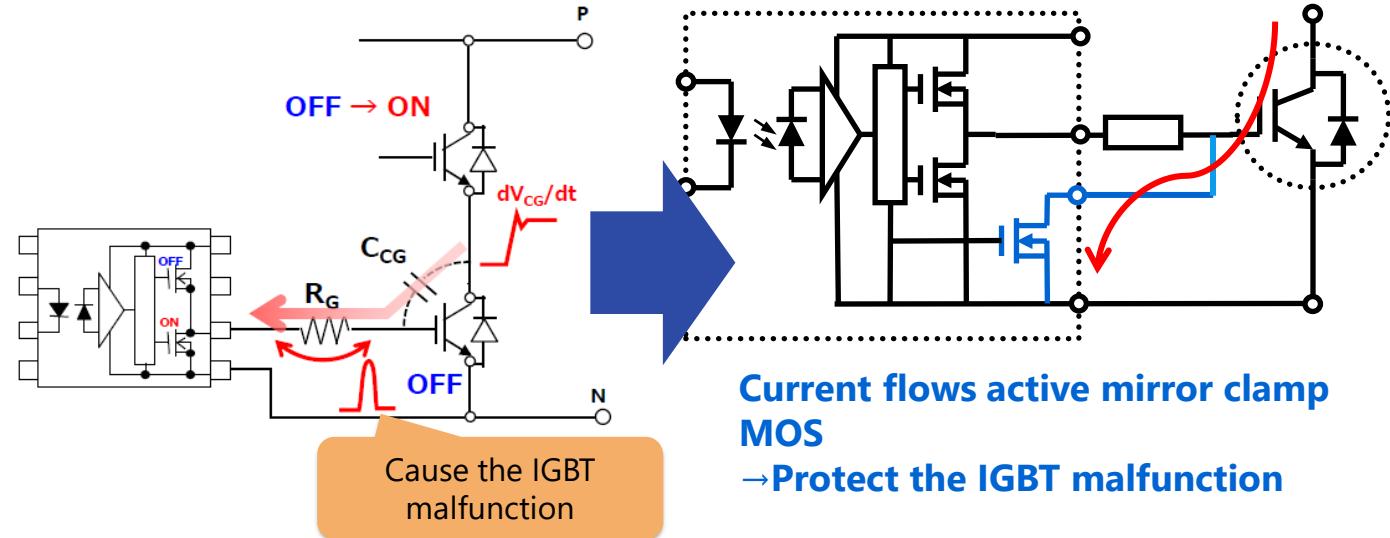 P
OFF → ON
dVCG/dt
CCG
RG
OFF
ON
OFF
N
Cause the IGBT
malfunction
Current flows active mirror clamp
MOS
→Protect the IGBT malfunction